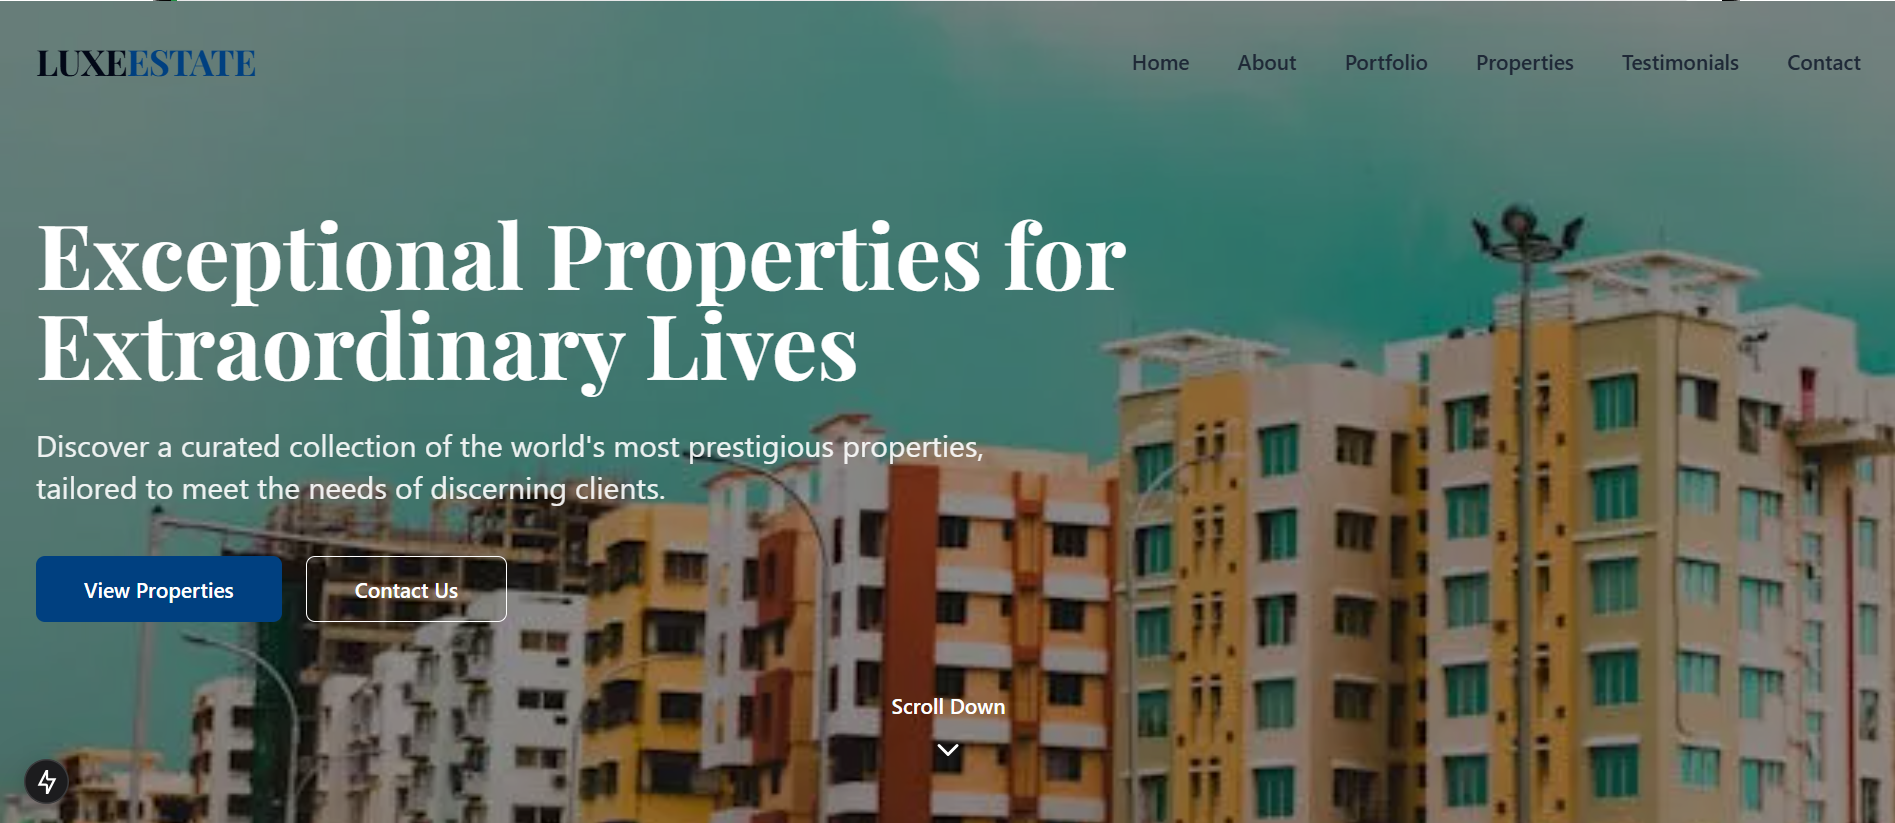 LUXEESTATE
Home About Portfolio Properties Testimonials Contact
Exceptional Properties for
Extraordinary Lives
Discover a curated collection of the world's most prestigious properties,
tailored to meet the needs of discerning clients.
View Properties Contact Us
Scroll Down